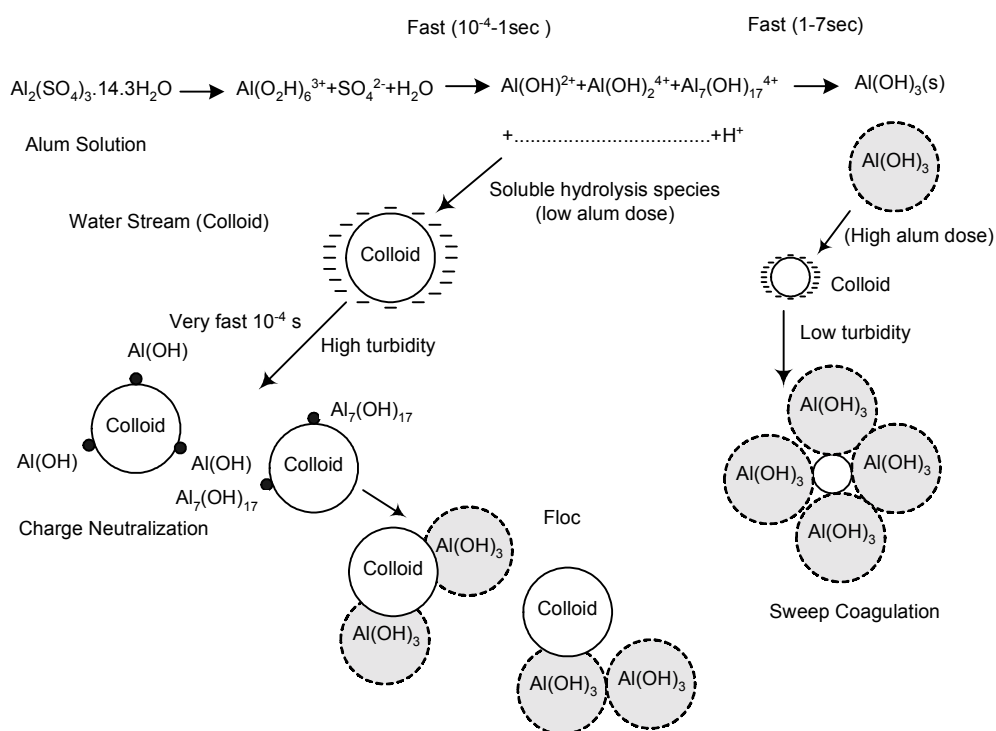 Fast (10⁻⁴-1sec ) Fast (1-7sec)
Al₂(SO₄)₃.14.3H₂O Al(O₂H)₆³⁺+SO₄²⁻+H₂O Al(OH)²⁺+Al(OH)₂⁴⁺+Al₇(OH)₁₇⁴⁺ Al(OH)₃(s)
Alum Solution
+....................................+H⁺
Al(OH)₃
Soluble hydrolysis species
(low alum dose)
Water Stream (Colloid)
(High alum dose)
Colloid
Colloid
Very fast 10⁻⁴ s
High turbidity
Low turbidity
Al(OH)
Colloid
Al(OH)
Al(OH)
Al₇(OH)₁₇
Colloid
Al₇(OH)₁₇
Charge Neutralization
Al(OH)₃
Al(OH)₃
Al(OH)₃
Al(OH)₃
Floc
Al(OH)₃
Colloid
Al(OH)₃
Colloid
Al(OH)₃
Al(OH)₃
Sweep Coagulation